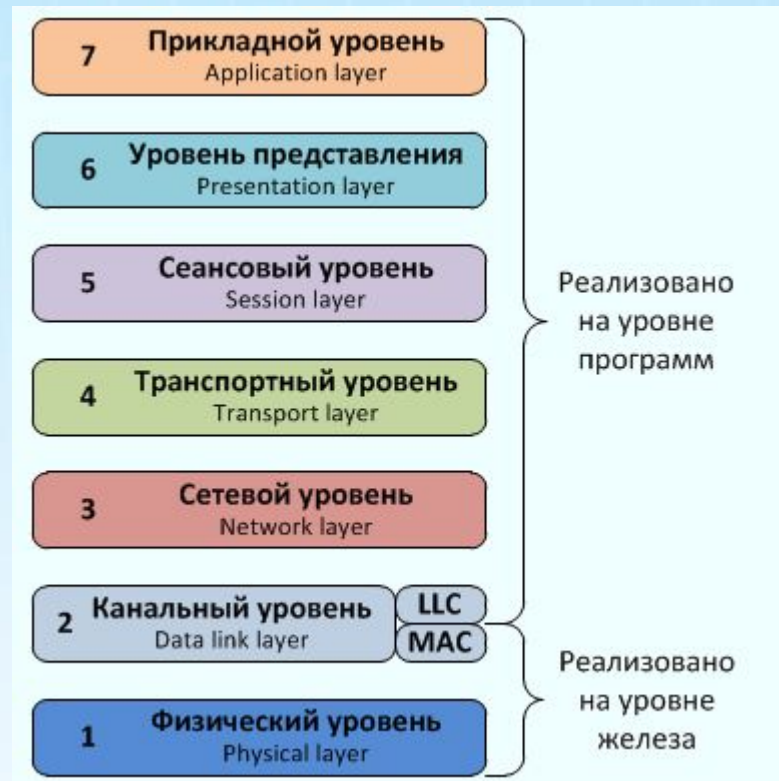 7 Прикладной уровень
Application layer
6 Уровень представления
Presentation layer
5 Сеансовый уровень
Session layer
4 Транспортный уровень
Transport layer
3 Сетевой уровень
Network layer
2 Канальный уровень
Data link layer
LLC
MAC
1 Физический уровень
Physical layer
Реализовано
на уровне
программ
Реализовано
на уровне
железа